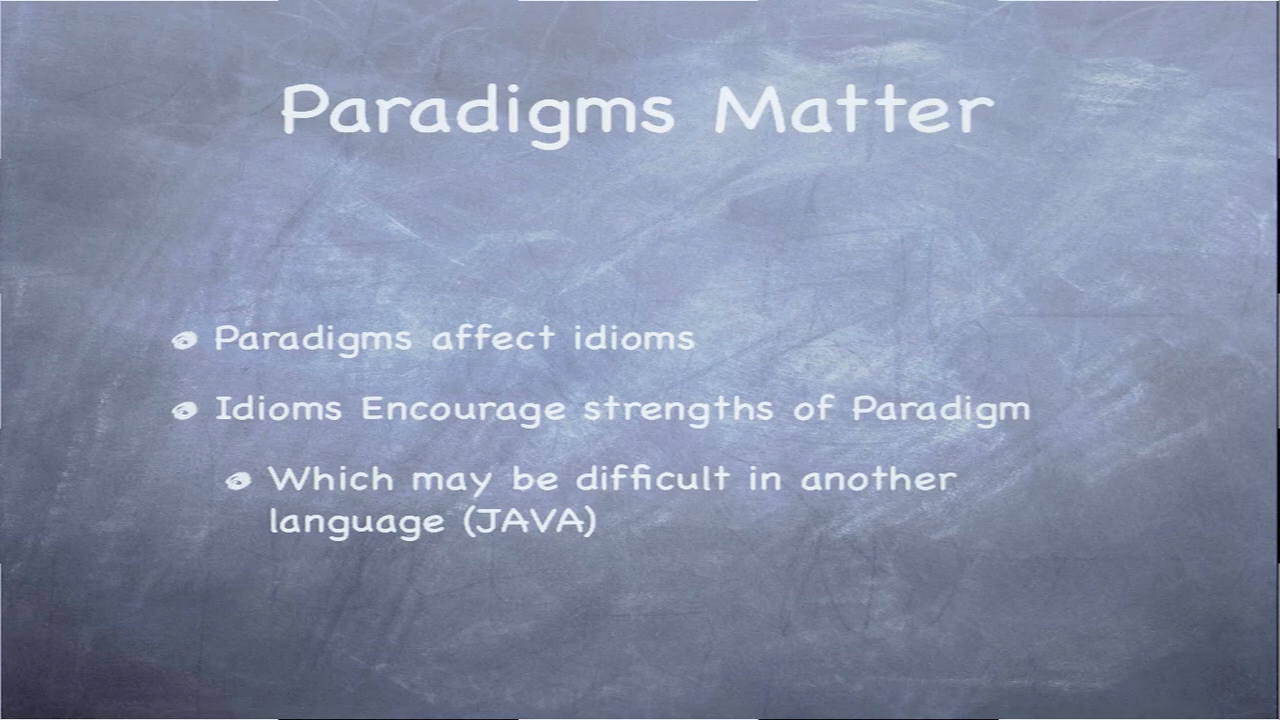 Paradigms Matter
Paradigms affect idioms
Idioms Encourage strengths of Paradigm
Which may be difficult in another
language (JAVA)